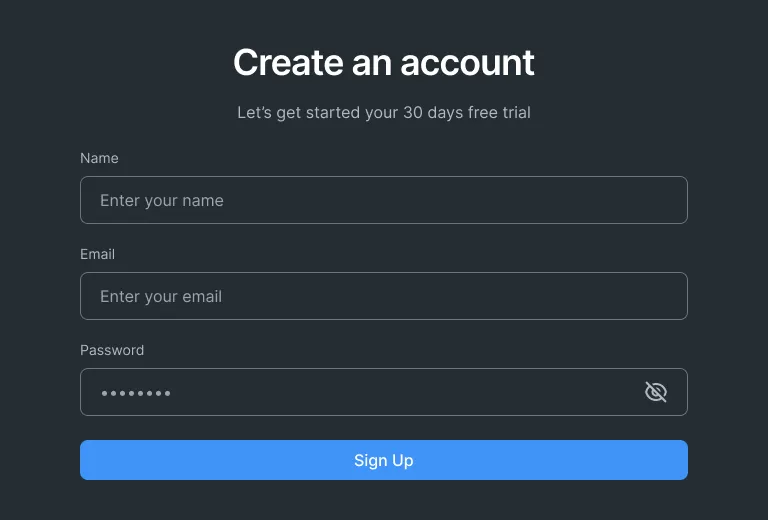 Create an account
Let’s get started your 30 days free trial
Name
Enter your name
Email
Enter your email
Password
••••••••
Sign Up